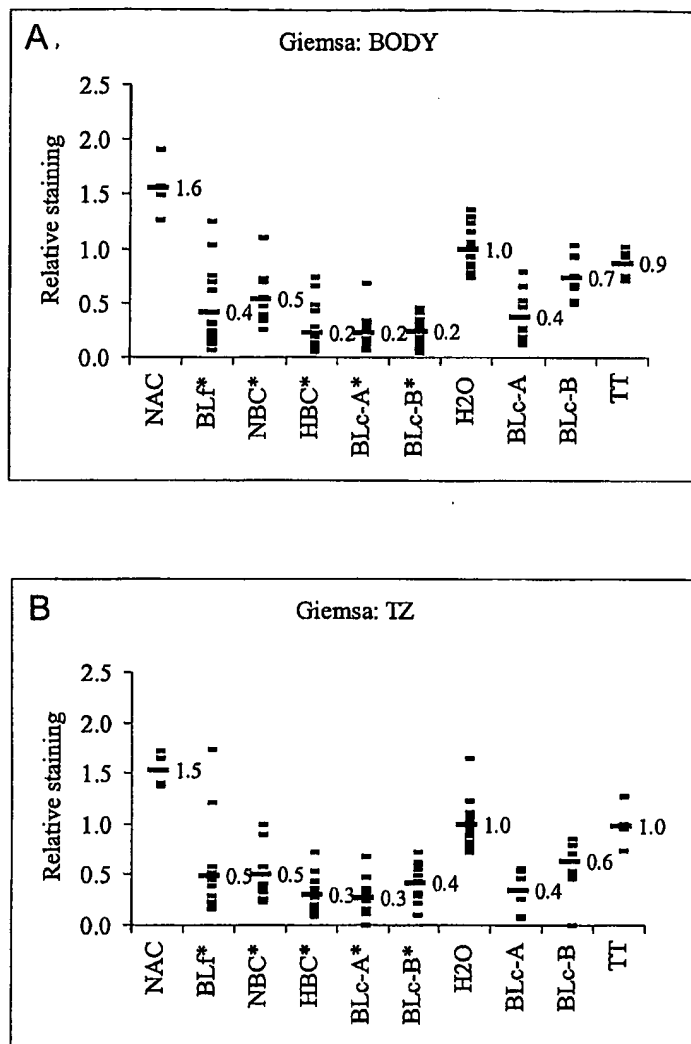 A.
Giemsa: BODY
Relative staining
2.5
2.0
1.5
1.0
0.5
0.0
1.6
0.4
0.5
0.2
0.2
0.2
1.0
0.4
0.7
0.9
NAC
BLf*
NBC*
HBC*
BLc-A*
BLc-B*
H2O
BLc-A
BLc-B
TT
B
Giemsa: TZ
Relative staining
2.5
2.0
1.5
1.0
0.5
0.0
1.5
0.5
0.5
0.3
0.3
0.4
1.0
0.4
0.6
1.0
NAC
BLf*
NBC*
HBC*
BLc-A*
BLc-B*
H2O
BLc-A
BLc-B
TT